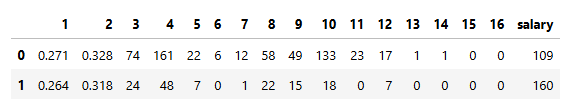 1 2 3 4 5 6 7 8 9 10 11 12 13 14 15 16 salary
0 0.271 0.328 74 161 22 6 12 58 49 133 23 17 1 1 0 0 109
1 0.264 0.318 24 48 7 0 1 22 15 18 0 7 0 0 0 0 160